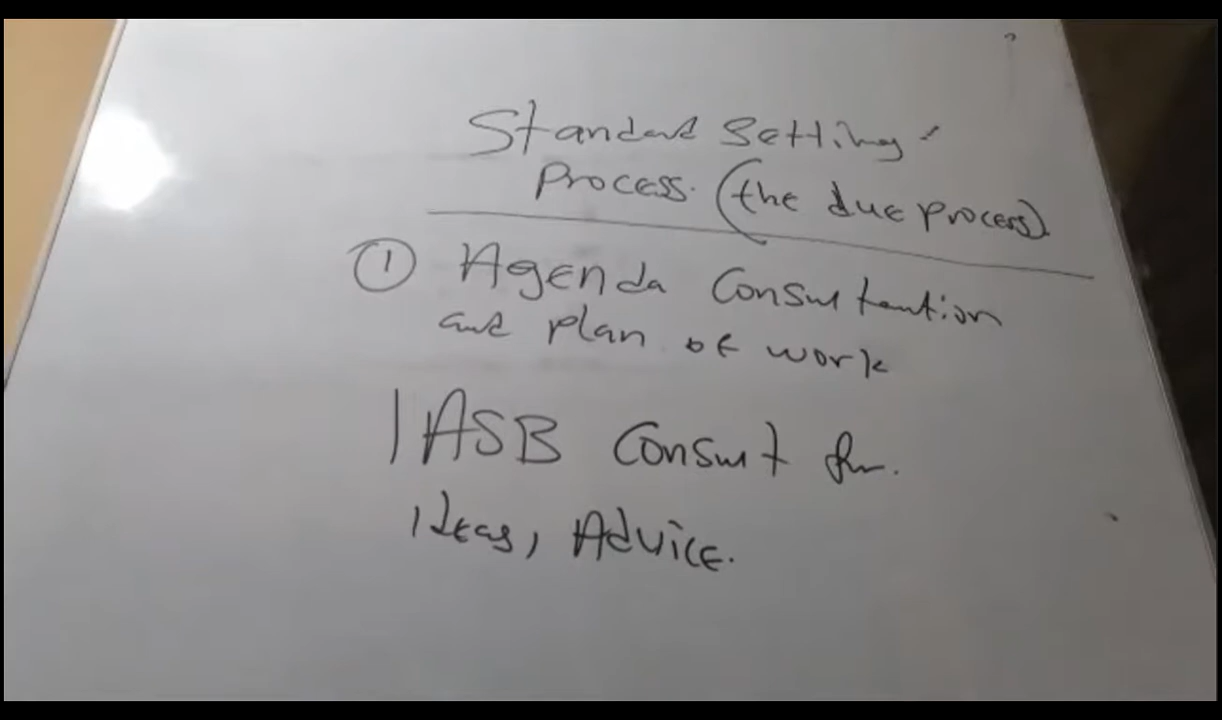 Standard Setting
Process. (the due process).
① Agenda Consultation
and plan of work
IASB Consult for.
Ideas, Advice.